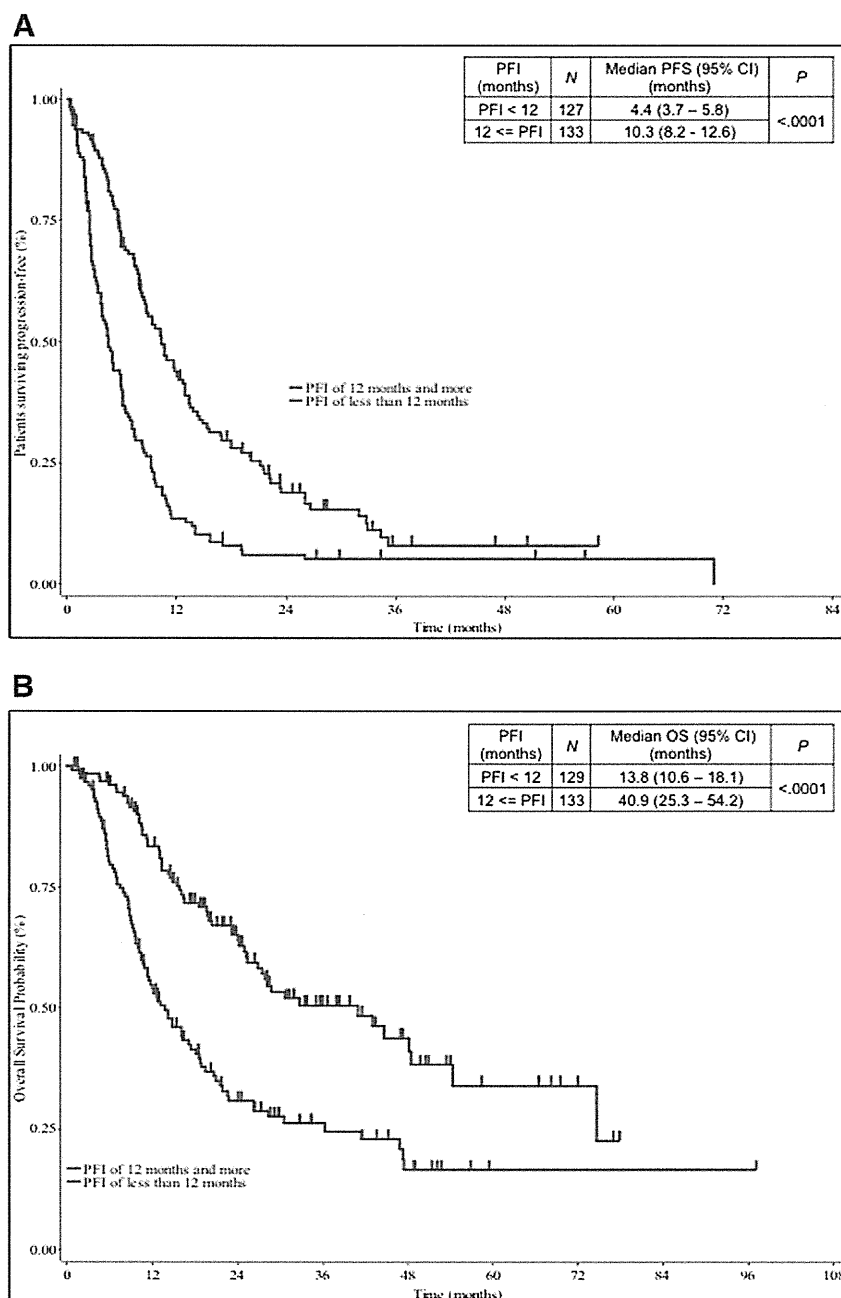 A
PFI (months) N Median PFS (95% CI) (months) P
PFI < 12 127 4.4 (3.7 – 5.8) <.0001
12 <= PFI 133 10.3 (8.2 - 12.6)
1.00
0.75
0.50
0.25
0.00
Patients surviving progression-free (%)
PFI of 12 months and more
PFI of less than 12 months
0 12 24 36 48 60 72 84
Time (months)
B
PFI (months) N Median OS (95% CI) (months) P
PFI < 12 129 13.8 (10.6 – 18.1) <.0001
12 <= PFI 133 40.9 (25.3 – 54.2)
1.00
0.75
0.50
0.25
0.00
Overall Survival Probability (%)
PFI of 12 months and more
PFI of less than 12 months
0 12 24 36 48 60 72 84 96 108
Time (months)